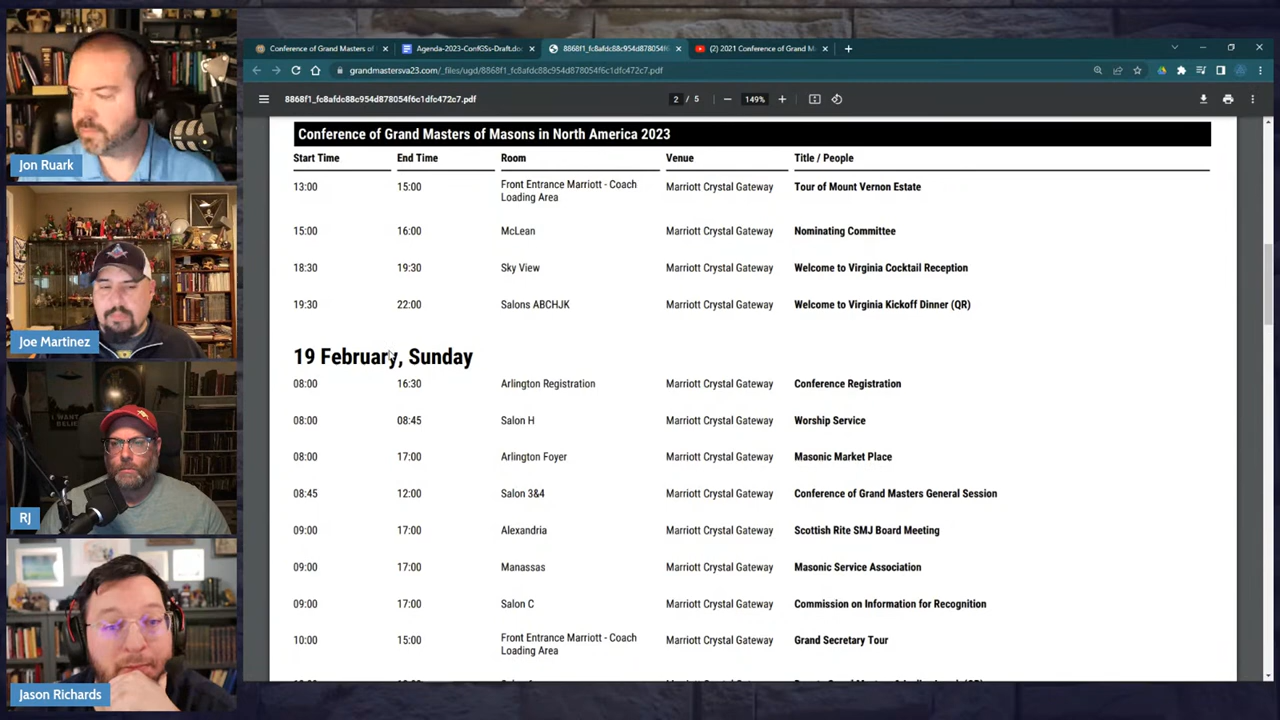 Conference of Grand Masters of
Agenda-2023-ConfGSs-Draft.doc
8868f1_fc8afdc88c954d878054f6
(2) 2021 Conference of Grand M
grandmastersva23.com/_files/ugd/8868f1_fc8afdc88c954d878054f6c1dfc472c7.pdf
8868f1_fc8afdc88c954d878054f6c1dfc472c7.pdf
2 / 5
149%
Conference of Grand Masters of Masons in North America 2023
Start Time End Time Room Venue Title / People
13:00 15:00 Front Entrance Marriott - Coach Marriott Crystal Gateway Tour of Mount Vernon Estate
Loading Area
15:00 16:00 McLean Marriott Crystal Gateway Nominating Committee
18:30 19:30 Sky View Marriott Crystal Gateway Welcome to Virginia Cocktail Reception
19:30 22:00 Salons ABCHJK Marriott Crystal Gateway Welcome to Virginia Kickoff Dinner (QR)
19 February, Sunday
08:00 16:30 Arlington Registration Marriott Crystal Gateway Conference Registration
08:00 08:45 Salon H Marriott Crystal Gateway Worship Service
08:00 17:00 Arlington Foyer Marriott Crystal Gateway Masonic Market Place
08:45 12:00 Salon 3&4 Marriott Crystal Gateway Conference of Grand Masters General Session
09:00 17:00 Alexandria Marriott Crystal Gateway Scottish Rite SMJ Board Meeting
09:00 17:00 Manassas Marriott Crystal Gateway Masonic Service Association
09:00 17:00 Salon C Marriott Crystal Gateway Commission on Information for Recognition
10:00 15:00 Front Entrance Marriott - Coach Marriott Crystal Gateway Grand Secretary Tour
Loading Area
Jon Ruark
Joe Martinez
I WANT
BELIEVE
RJ
Jason Richards